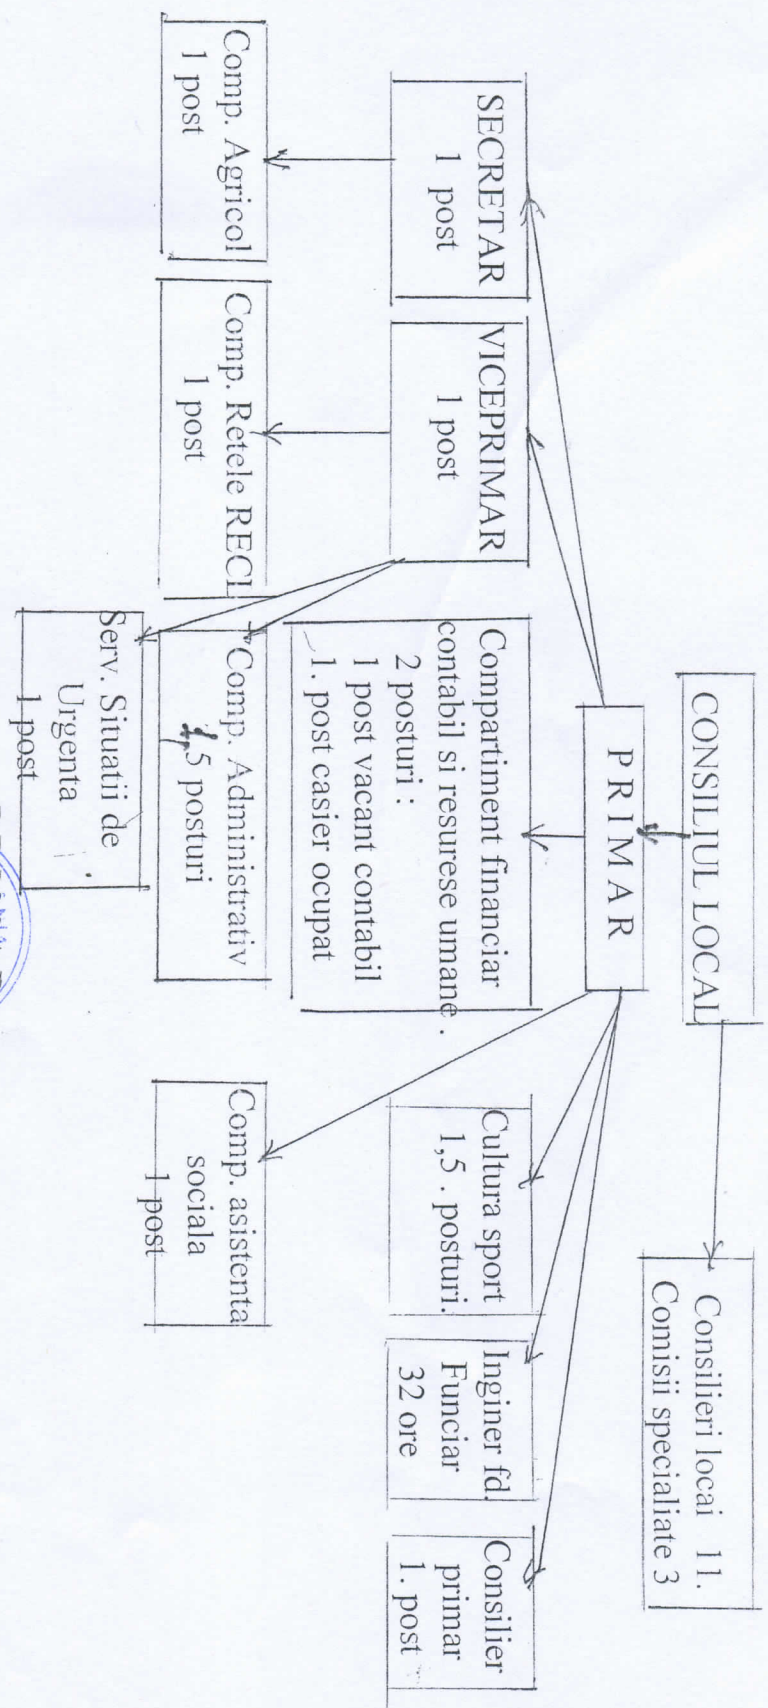 CONSILIUL LOCAL
Consilieri locai 11.
Comisii specialiate 3
PRIMAR
SECRETAR
1 post
VICEPRIMAR
1 post
Compartiment financiar
contabil si resurese umane .
2 posturi :
1 post vacant contabil
1. post casier ocupat
Cultura sport
1,5 . posturi.
Inginer fd.
Funciar
32 ore
Consilier
primar
1. post
Comp. Agricol
1 post
Comp. Retele RECL
1 post
Comp. Administrativ
5 posturi
Comp. asistenta
sociala
1 post
Serv. Situatii de
Urgenta
1 post